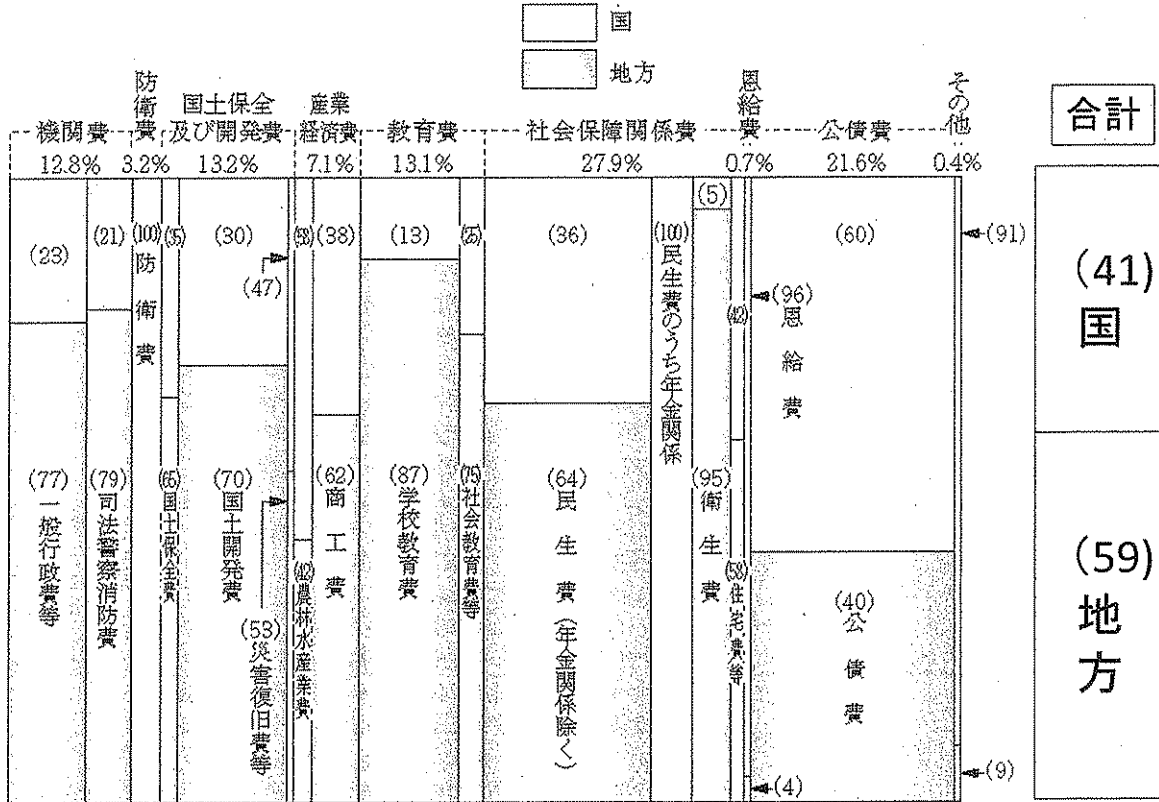 国
地方
機関費
12.8%
防衛費
3.2%
国土保全
及び開発費
13.2%
産業
経済費
7.1%
教育費
13.1%
社会保障関係費
27.9%
恩給費
0.7%
公債費
21.6%
その他
0.4%
合計
(23)
(77)
一般行政費等
(21)
(79)
司法警察消防費
(100)
防衛費
(35)
(65)
国土保全費
(30)
(70)
国土開発費
(47)
(53)
災害復旧費等
(58)
(42)
農林水産業費
(38)
(62)
商工費
(13)
(87)
学校教育費
(25)
(75)
社会教育費等
(36)
(64)
民生費(年金関係除く)
(100)
民生費のうち年金関係
(5)
(95)
衛生費
(42)
(58)
住宅費等
(96)
恩給費
(4)
(60)
(40)
公債費
(91)
(9)
(41)
国
(59)
地方